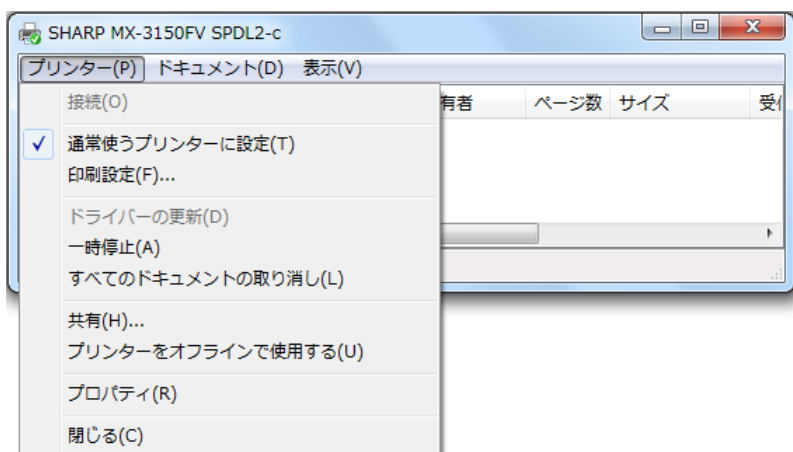 SHARP MX-3150FV SPDL2-c
プリンター(P) ドキュメント(D) 表示(V)
有者 ページ数 サイズ
接続(O)
通常使うプリンターに設定(T)
印刷設定(F)...
ドライバーの更新(D)
一時停止(A)
すべてのドキュメントの取り消し(L)
共有(H)...
プリンターをオフラインで使用する(U)
プロパティ(R)
閉じる(C)